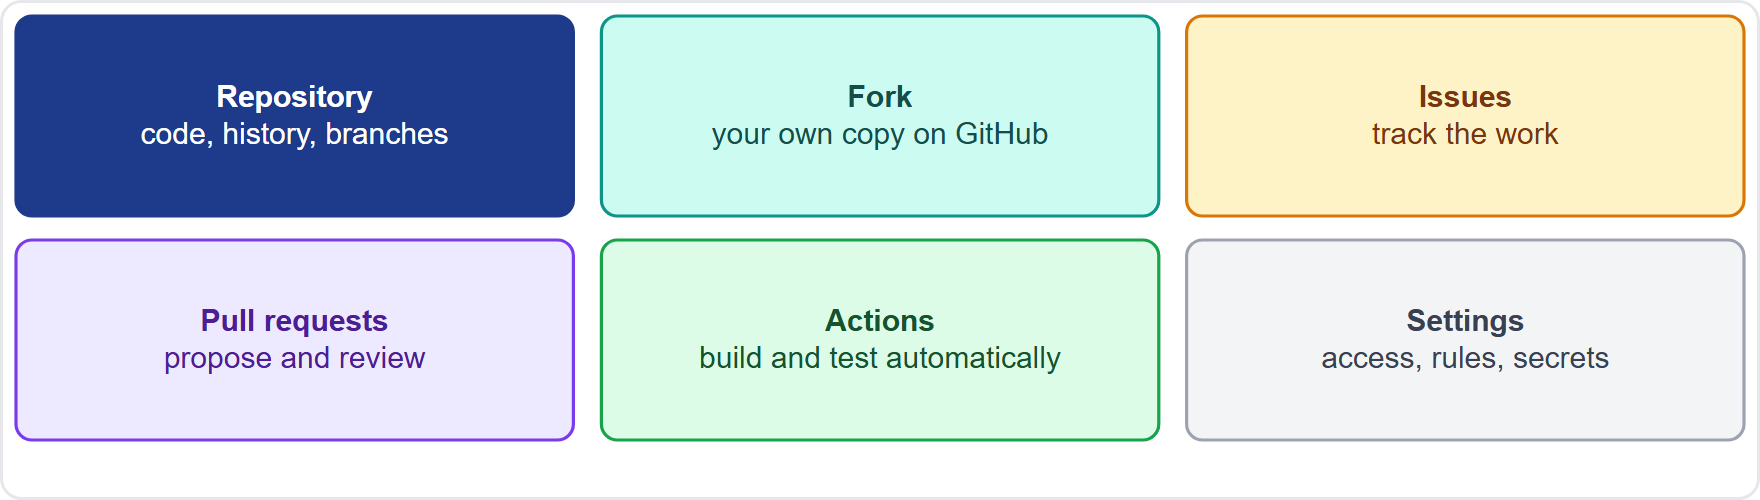 Repository
code, history, branches
Fork
your own copy on GitHub
Issues
track the work
Pull requests
propose and review
Actions
build and test automatically
Settings
access, rules, secrets